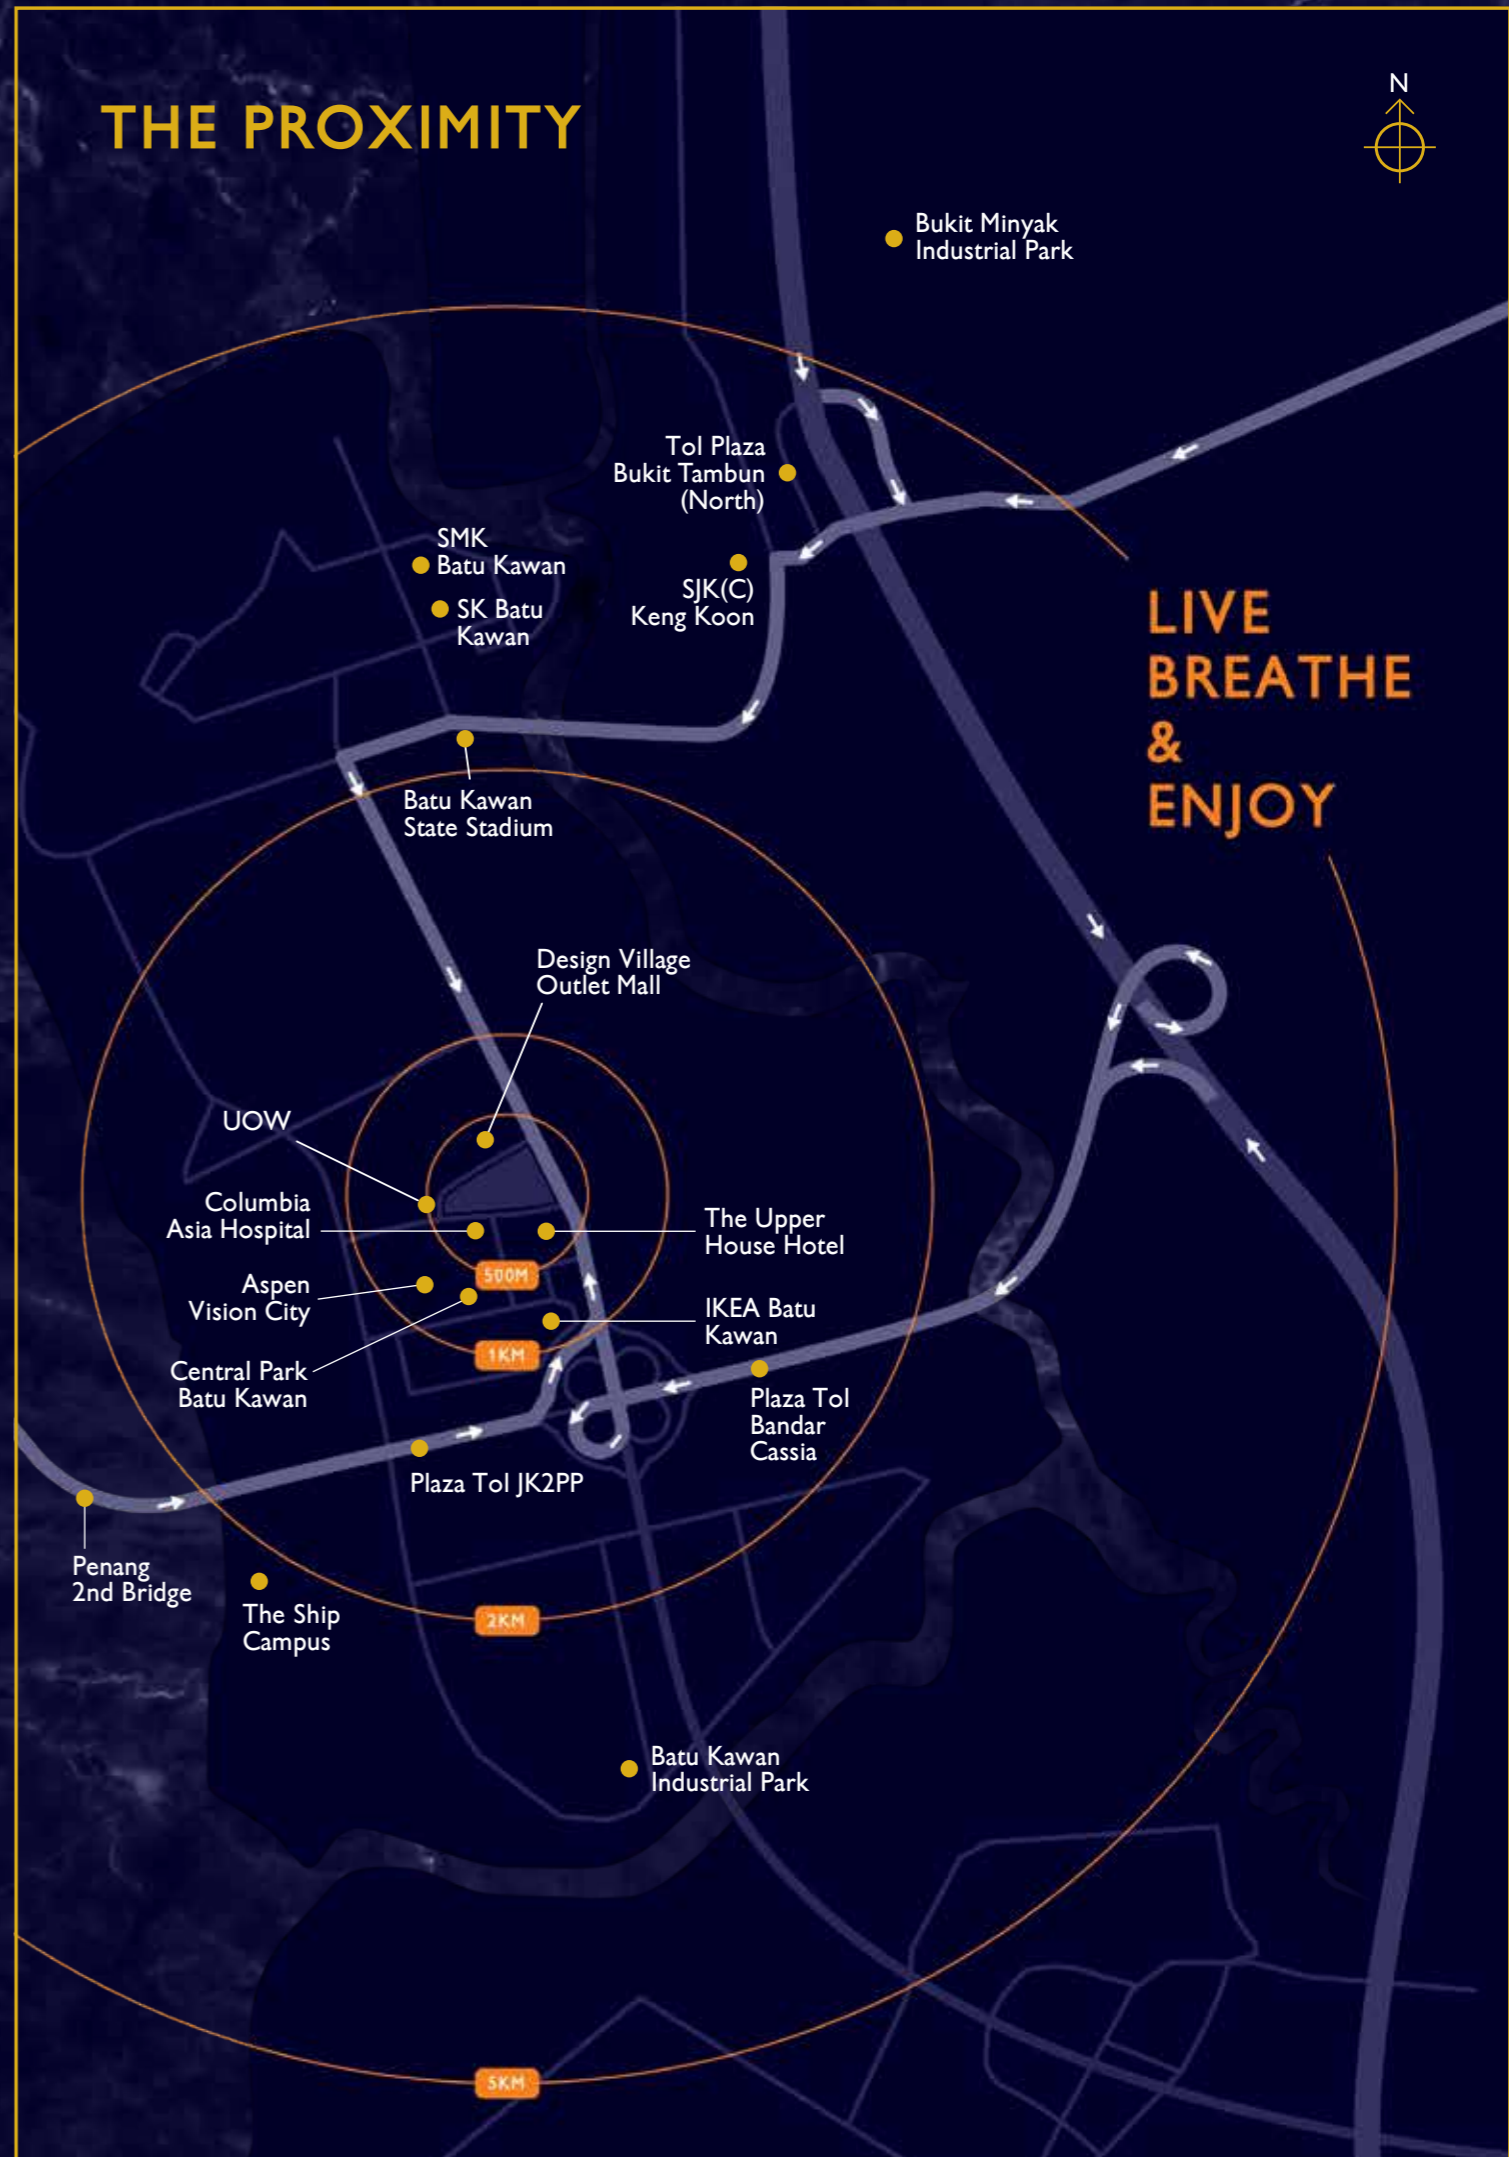 THE PROXIMITY
N
Bukit Minyak
Industrial Park
Tol Plaza
Bukit Tambun
(North)
SMK
Batu Kawan
SK Batu
Kawan
SJK(C)
Keng Koon
LIVE
BREATHE
&
ENJOY
Batu Kawan
State Stadium
Design Village
Outlet Mall
UOW
Columbia
Asia Hospital
The Upper
House Hotel
500M
Aspen
Vision City
IKEA Batu
Kawan
1KM
Central Park
Batu Kawan
Plaza Tol
Bandar
Cassia
Plaza Tol JK2PP
Penang
2nd Bridge
The Ship
Campus
2KM
Batu Kawan
Industrial Park
5KM